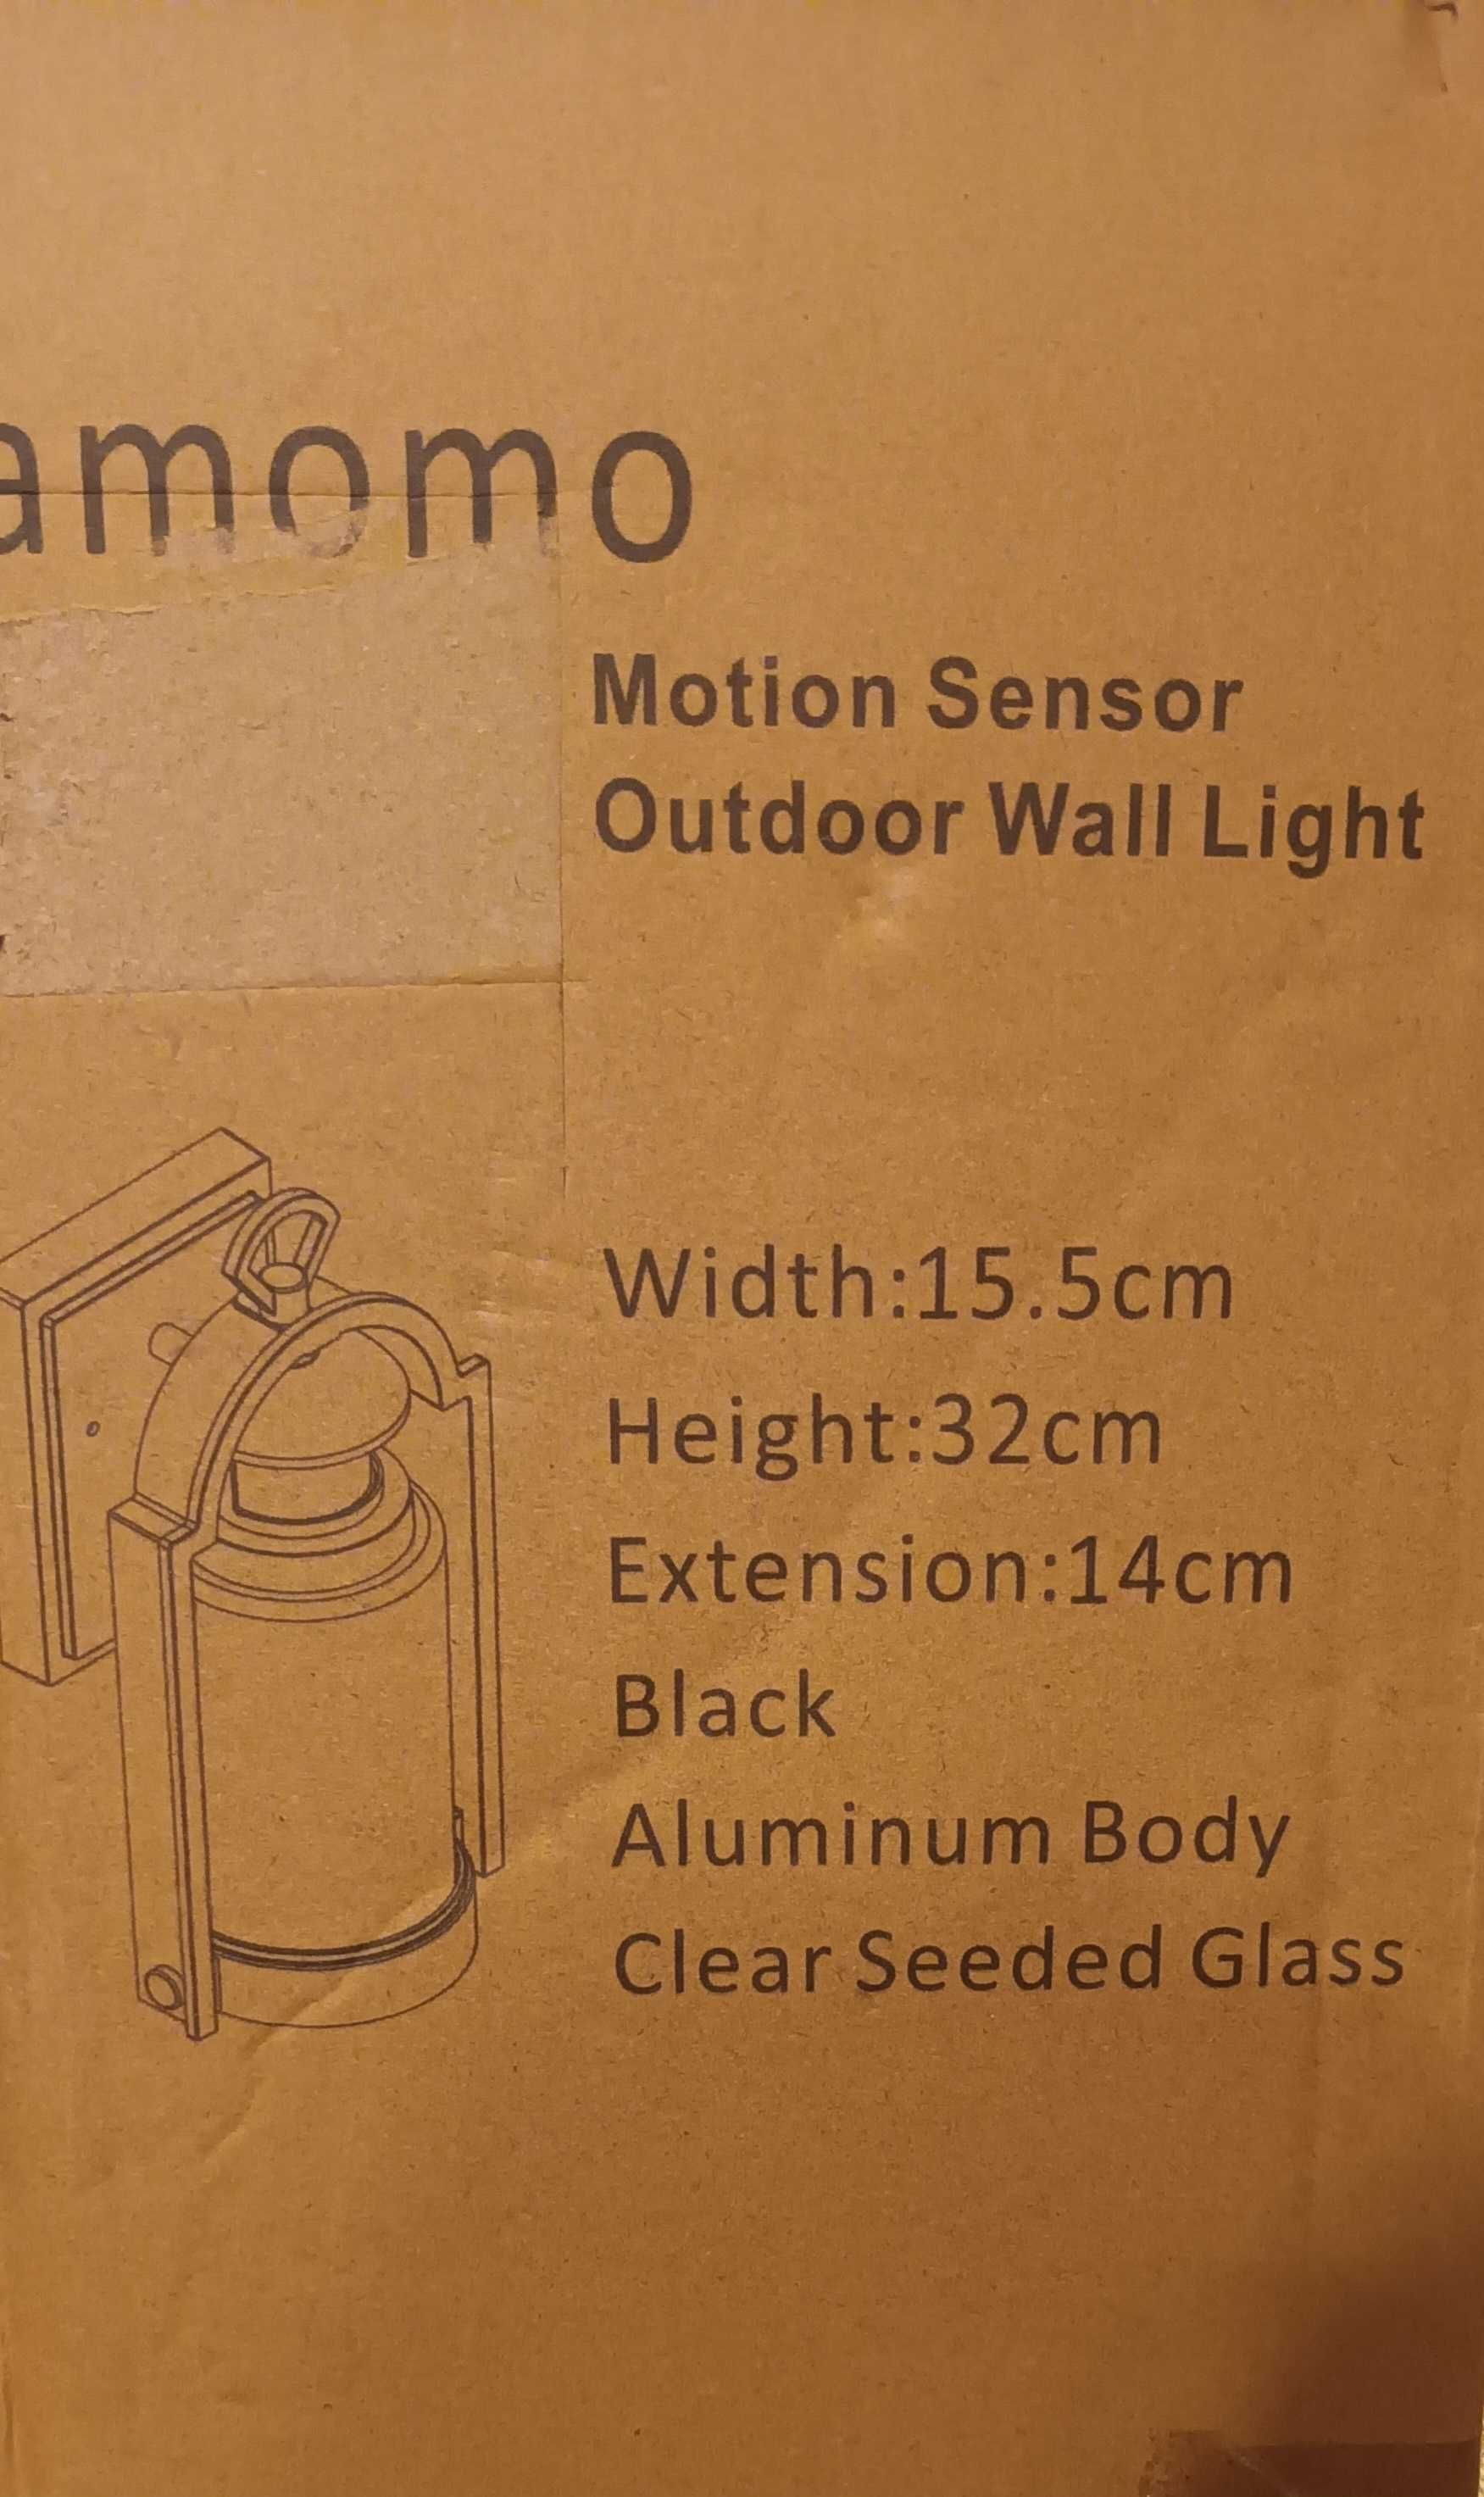 amomo
Motion Sensor
Outdoor Wall Light
Width:15.5cm
Height:32cm
Extension:14cm
Black
Aluminum Body
Clear Seeded Glass